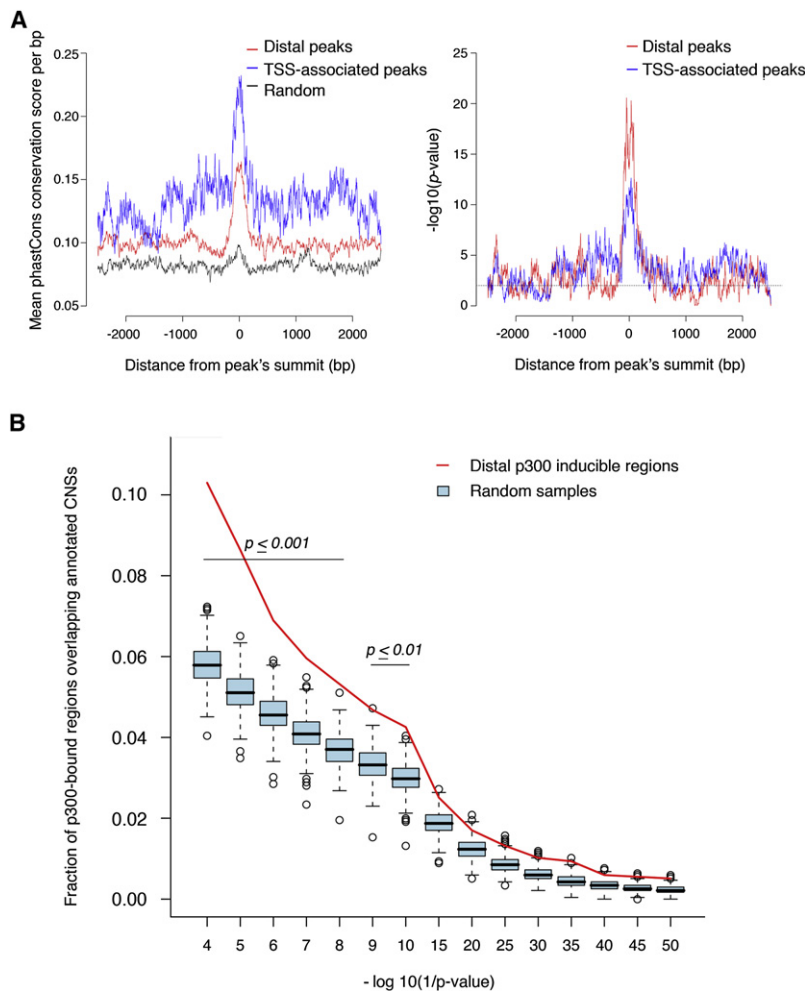 A
Mean phastCons conservation score per bp
0.25
0.20
0.15
0.10
0.05
Distal peaks
TSS-associated peaks
Random
-2000 -1000 0 1000 2000
Distance from peak's summit (bp)
-log10(p-value)
25
20
15
10
5
0
Distal peaks
TSS-associated peaks
-2000 -1000 0 1000 2000
Distance from peak's summit (bp)
B
Fraction of p300-bound regions overlapping annotated CNSs
0.10
0.08
0.06
0.04
0.02
0.00
Distal p300 inducible regions
Random samples
p ≤ 0.001
p ≤ 0.01
4 5 6 7 8 9 10 15 20 25 30 35 40 45 50
- log 10(1/p-value)